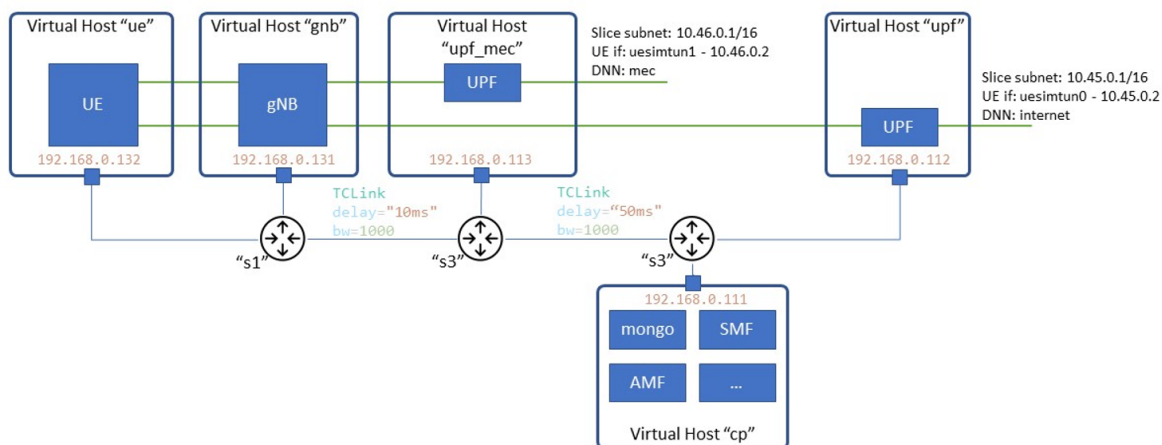 Virtual Host “ue”
UE
192.168.0.132
Virtual Host “gnb”
gNB
192.168.0.131
Virtual Host
“upf_mec”
UPF
192.168.0.113
Slice subnet: 10.46.0.1/16
UE if: uesimtun1 - 10.46.0.2
DNN: mec
Virtual Host “upf”
UPF
192.168.0.112
Slice subnet: 10.45.0.1/16
UE if: uesimtun0 - 10.45.0.2
DNN: internet
TCLink
delay="10ms"
bw=1000
TCLink
delay=“50ms"
bw=1000
“s1”
“s3”
“s3”
192.168.0.111
mongo
SMF
AMF
...
Virtual Host “cp”